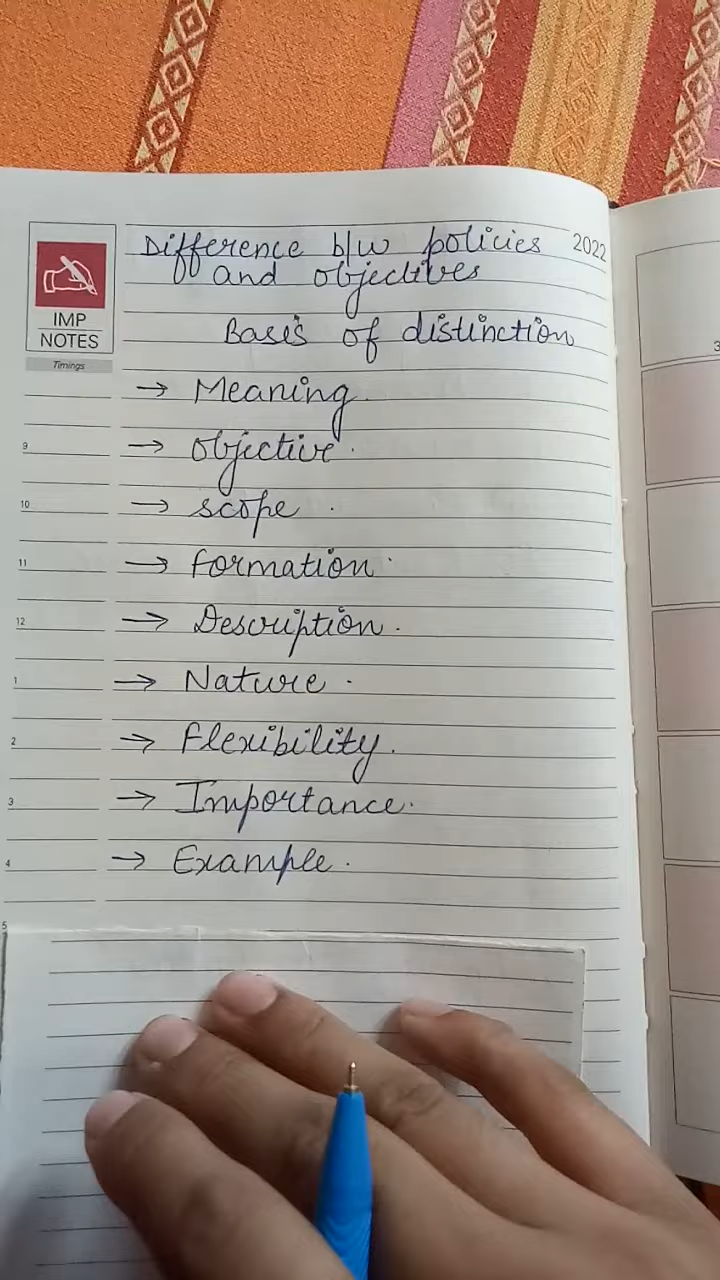 Difference b/w policies 2022
and objectives
IMP
NOTES
Basis of distinction
Timings
→ Meaning.
9 → objective.
10 → scope.
11 → formation.
12 → Description.
1 → Nature.
2 → flexibility.
3 → Importance.
4 → Example.
5
3